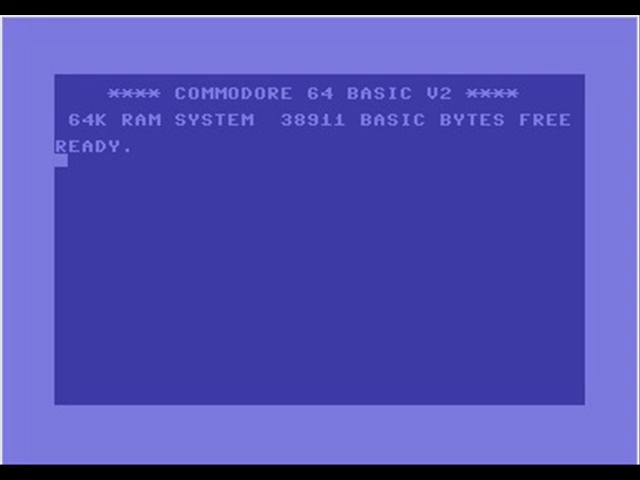 **** COMMODORE 64 BASIC V2 ****
64K RAM SYSTEM  38911 BASIC BYTES FREE
READY.